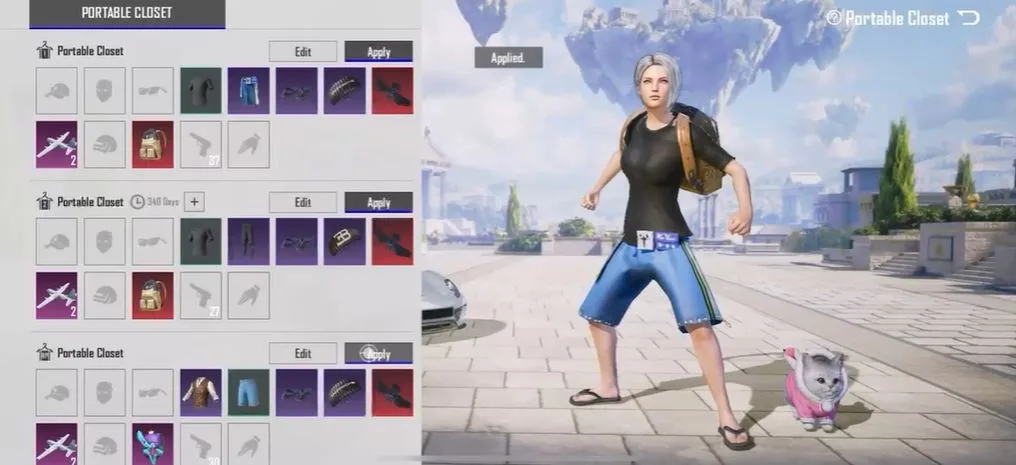 PORTABLE CLOSET
Portable Closet
Portable Closet Edit Apply
Applied.
37
2
Portable Closet 340 Days + Edit Apply
27
2
Portable Closet Edit Apply
2
30